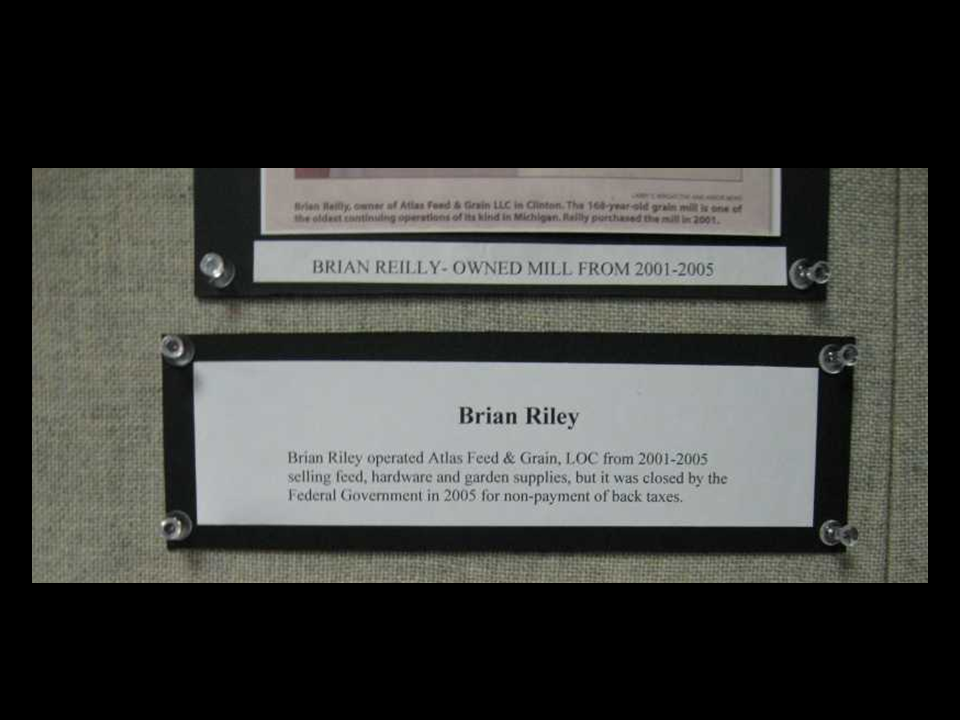 Brian Reilly, owner of Atlas Feed & Grain LLC in Clinton. The 168-year-old grain mill is one of
the oldest continuing operations of its kind in Michigan. Reilly purchased the mill in 2001.
BRIAN REILLY- OWNED MILL FROM 2001-2005
Brian Riley
Brian Riley operated Atlas Feed & Grain, LOC from 2001-2005
selling feed, hardware and garden supplies, but it was closed by the
Federal Government in 2005 for non-payment of back taxes.